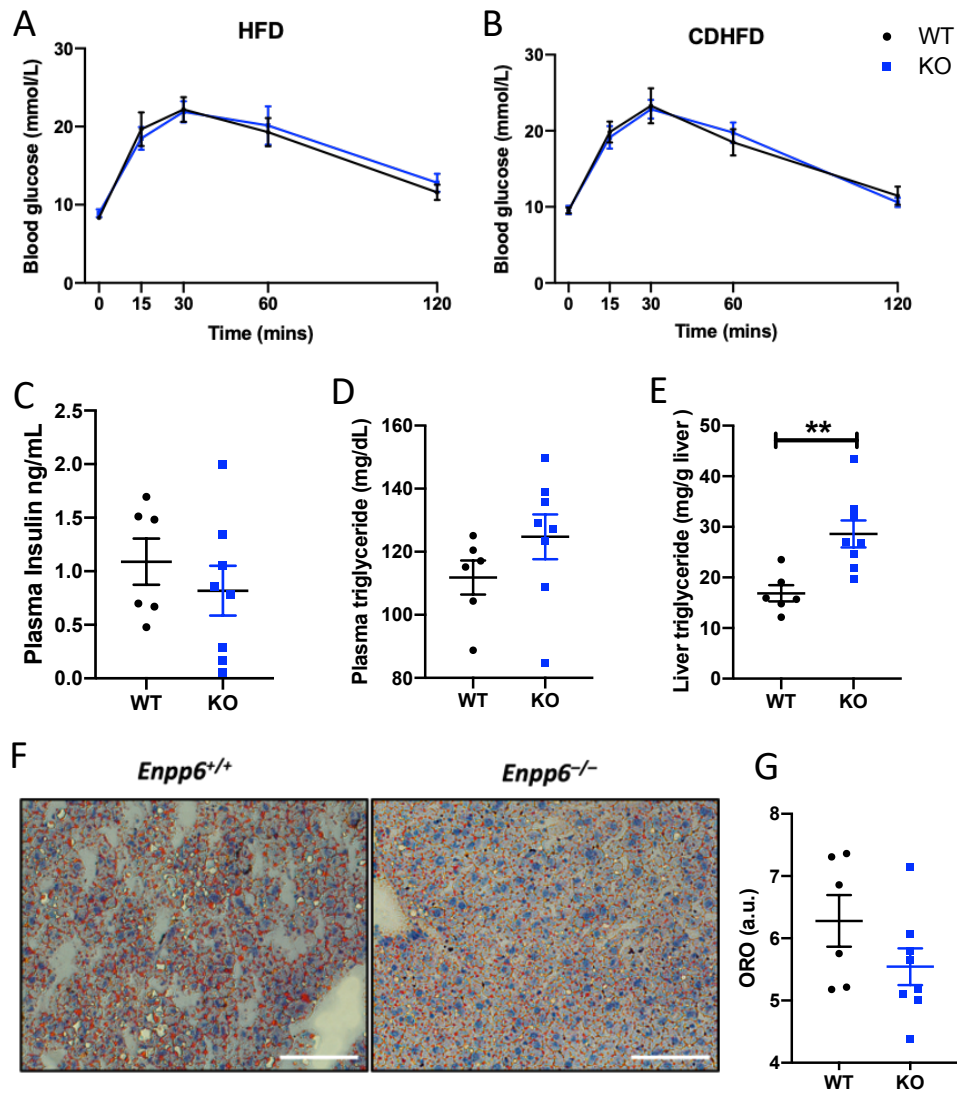 A
HFD
Blood glucose (mmol/L)
30
20
10
0
0 15 30 60 120
Time (mins)
B
CDHFD
Blood glucose (mmol/L)
30
20
10
0
0 15 30 60 120
Time (mins)
WT
KO
C
Plasma Insulin ng/mL
2.5
2.0
1.5
1.0
0.5
0.0
WT KO
D
Plasma triglyceride (mg/dL)
160
140
120
100
80
WT KO
E
Liver triglyceride (mg/g liver )
50
40
30
20
10
0
**
WT KO
F
Enpp6+/+
Enpp6–/–
G
ORO (a.u.)
8
7
6
5
4
WT KO